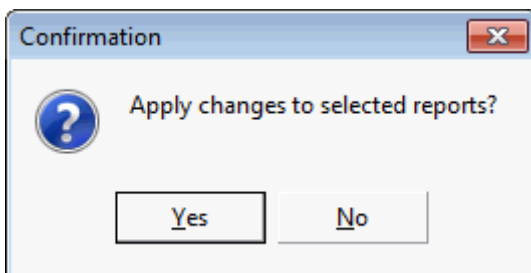 Confirmation
Apply changes to selected reports?
Yes
No